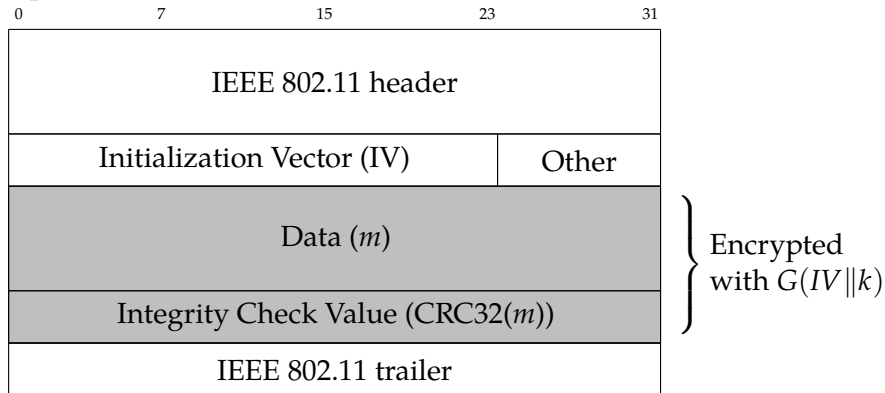 0 7 15 23 31
IEEE 802.11 header
Initialization Vector (IV) Other
Data (m)
Encrypted
with G(IV‖k)
Integrity Check Value (CRC32(m))
IEEE 802.11 trailer